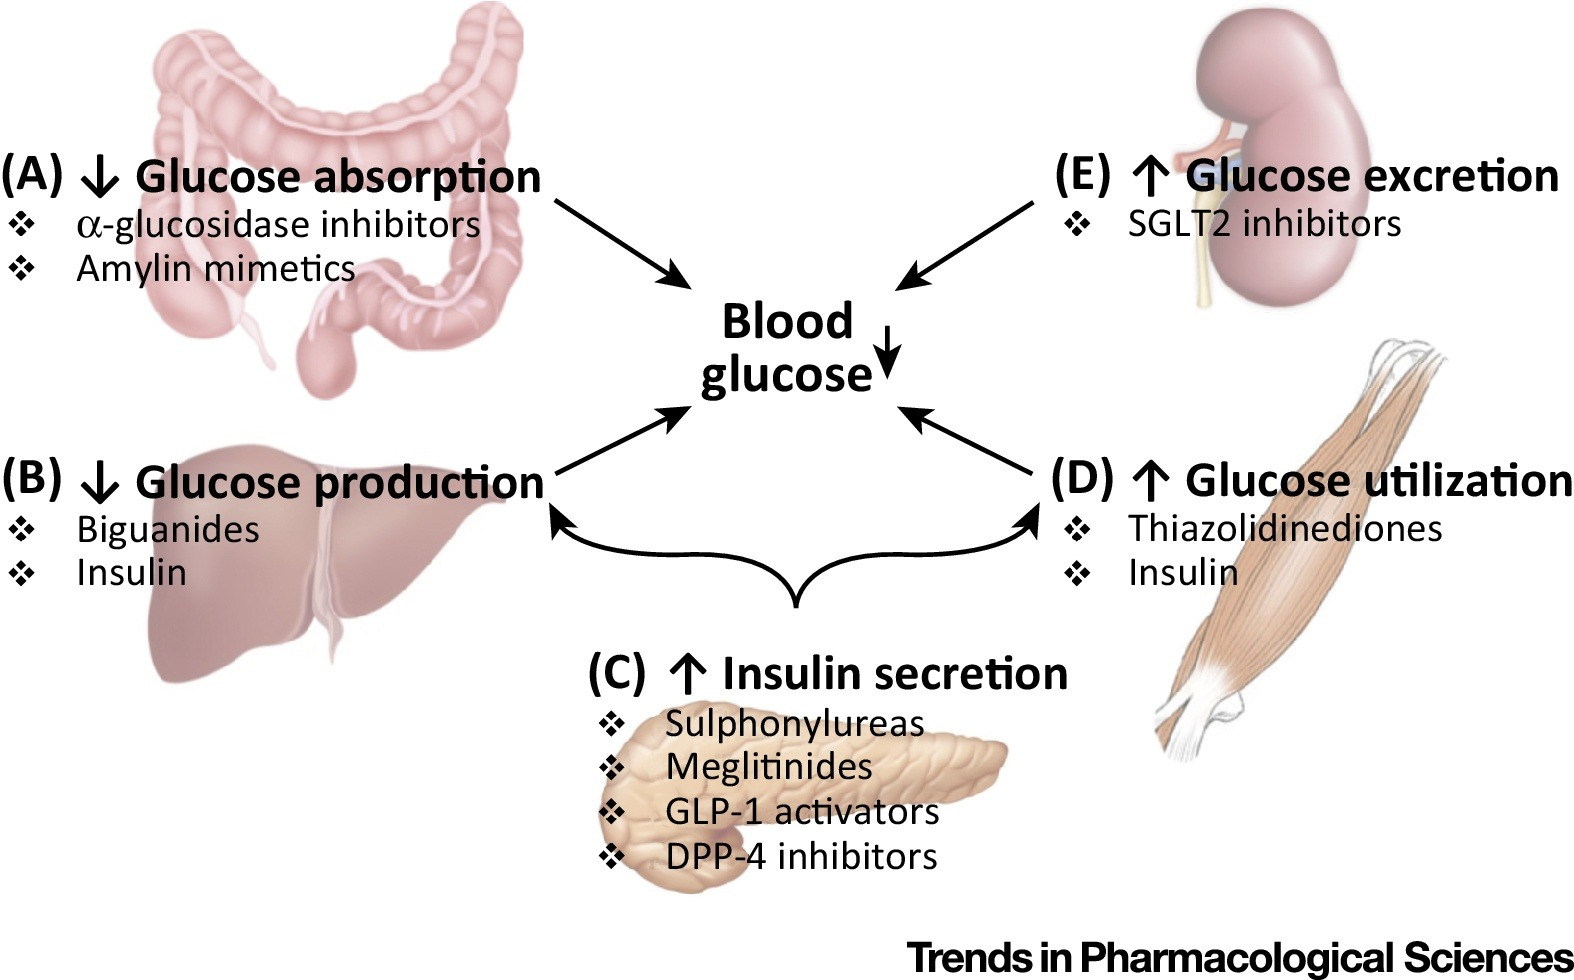 (A) ↓ Glucose absorption
❖ α-glucosidase inhibitors
❖ Amylin mimetics
(E) ↑ Glucose excretion
❖ SGLT2 inhibitors
Blood
glucose ↓
(B) ↓ Glucose production
❖ Biguanides
❖ Insulin
(D) ↑ Glucose utilization
❖ Thiazolidinediones
❖ Insulin
(C) ↑ Insulin secretion
❖ Sulphonylureas
❖ Meglitinides
❖ GLP-1 activators
❖ DPP-4 inhibitors
Trends in Pharmacological Sciences